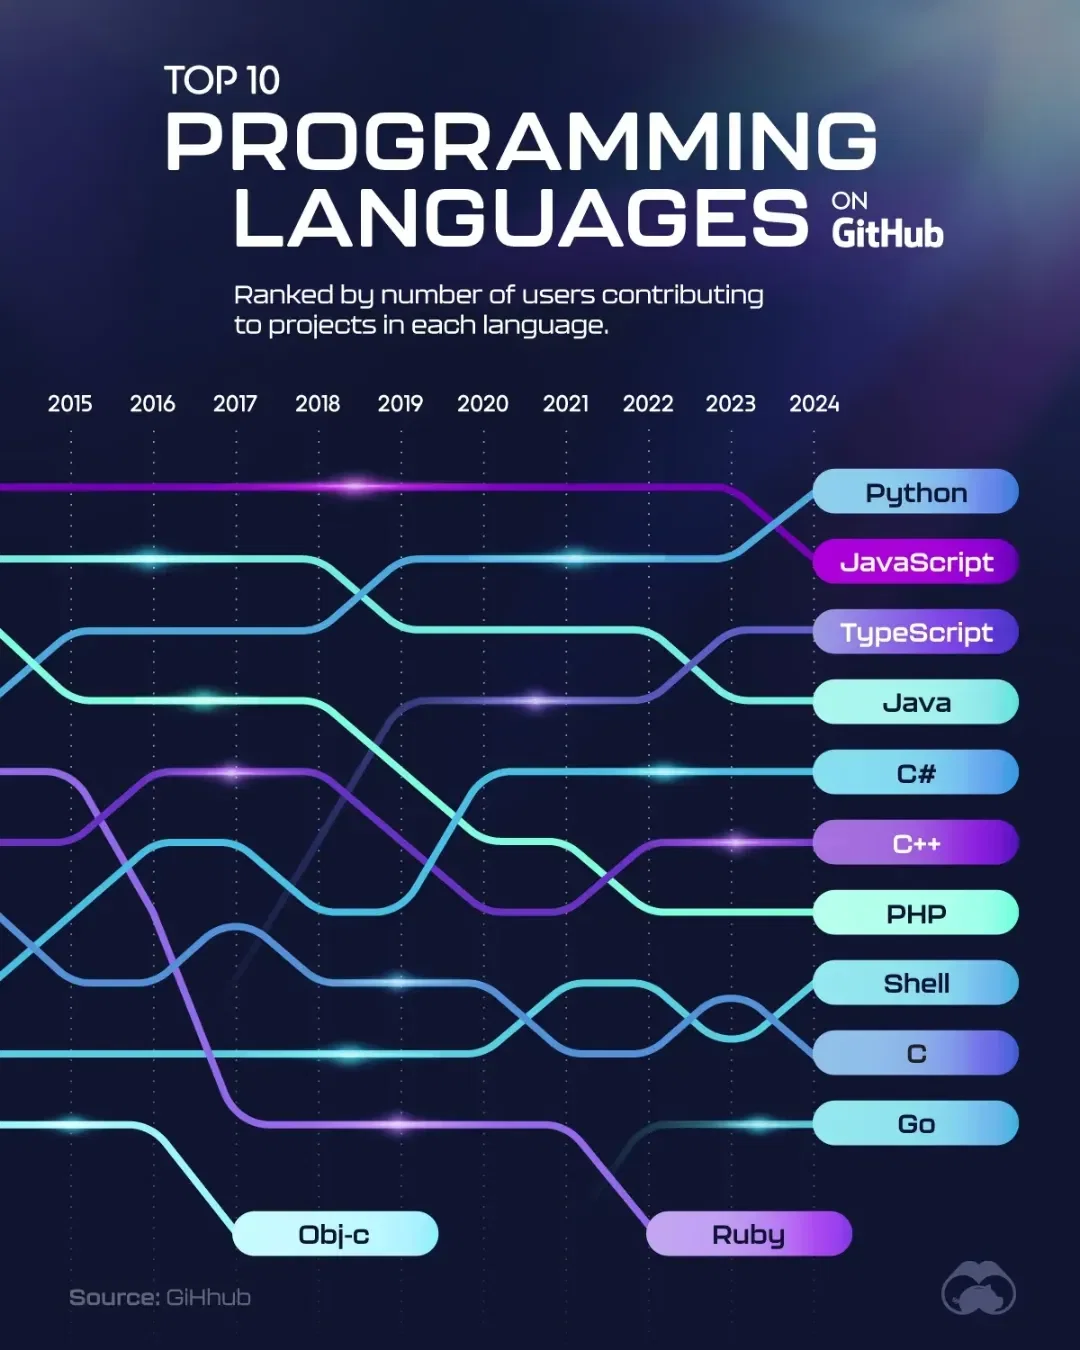 TOP 10
PROGRAMMING
LANGUAGES ON GitHub
Ranked by number of users contributing
to projects in each language.
2015 2016 2017 2018 2019 2020 2021 2022 2023 2024
Python
JavaScript
TypeScript
Java
C#
C++
PHP
Shell
C
Go
Obj-c Ruby
Source: GiHhub